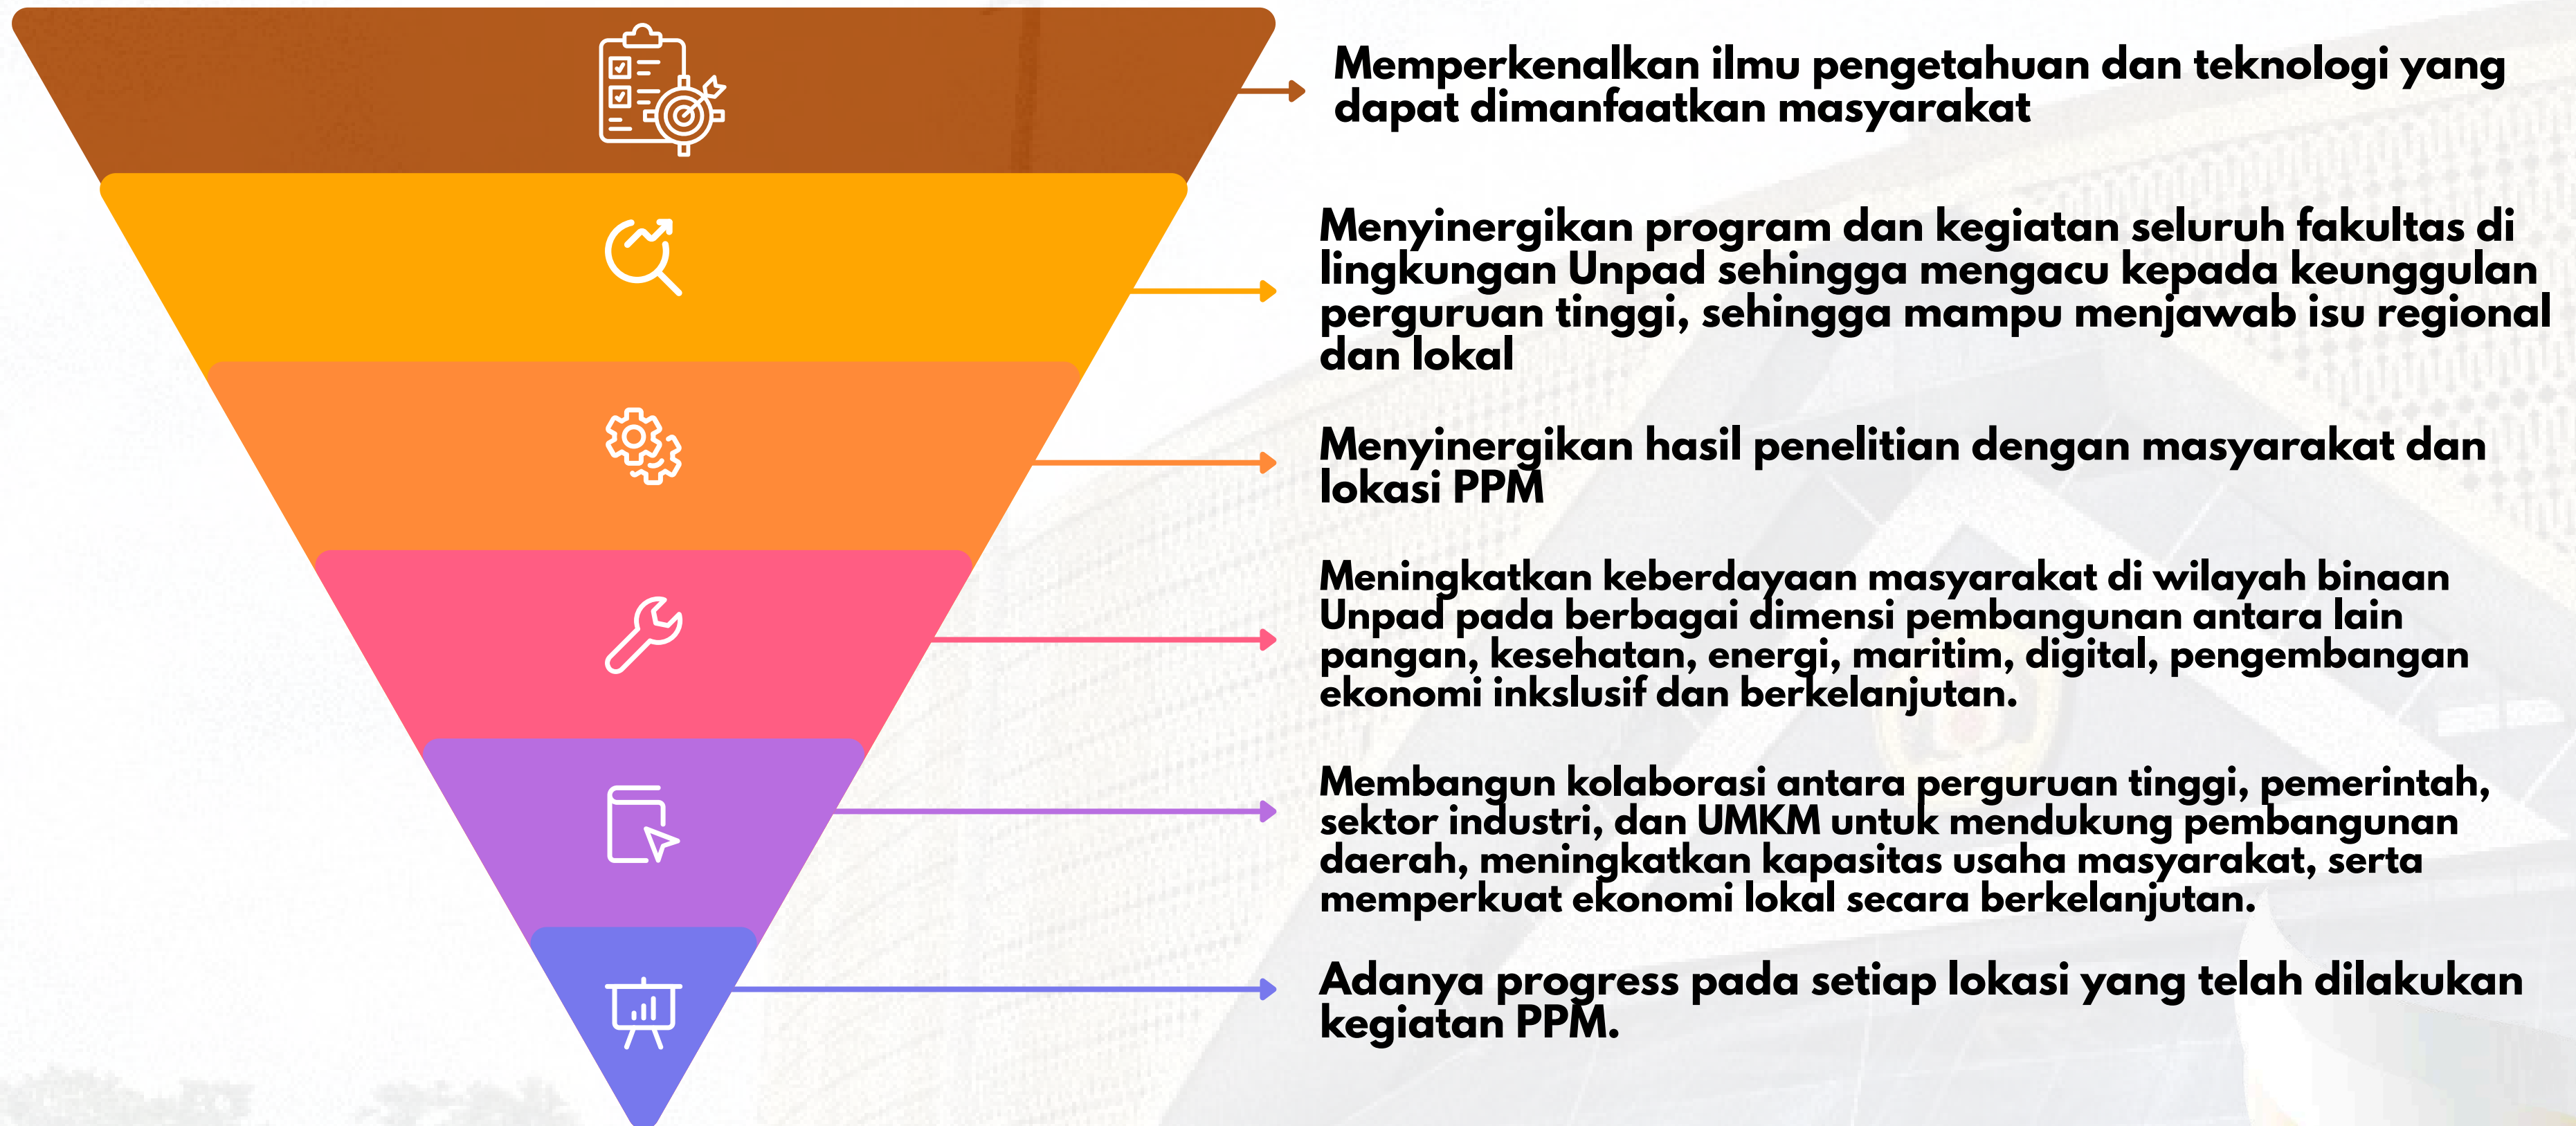 Memperkenalkan ilmu pengetahuan dan teknologi yang
dapat dimanfaatkan masyarakat
Menyinergikan program dan kegiatan seluruh fakultas di
lingkungan Unpad sehingga mengacu kepada keunggulan
perguruan tinggi, sehingga mampu menjawab isu regional
dan lokal
Menyinergikan hasil penelitian dengan masyarakat dan
lokasi PPM
Meningkatkan keberdayaan masyarakat di wilayah binaan
Unpad pada berbagai dimensi pembangunan antara lain
pangan, kesehatan, energi, maritim, digital, pengembangan
ekonomi inkslusif dan berkelanjutan.
Membangun kolaborasi antara perguruan tinggi, pemerintah,
sektor industri, dan UMKM untuk mendukung pembangunan
daerah, meningkatkan kapasitas usaha masyarakat, serta
memperkuat ekonomi lokal secara berkelanjutan.
Adanya progress pada setiap lokasi yang telah dilakukan
kegiatan PPM.